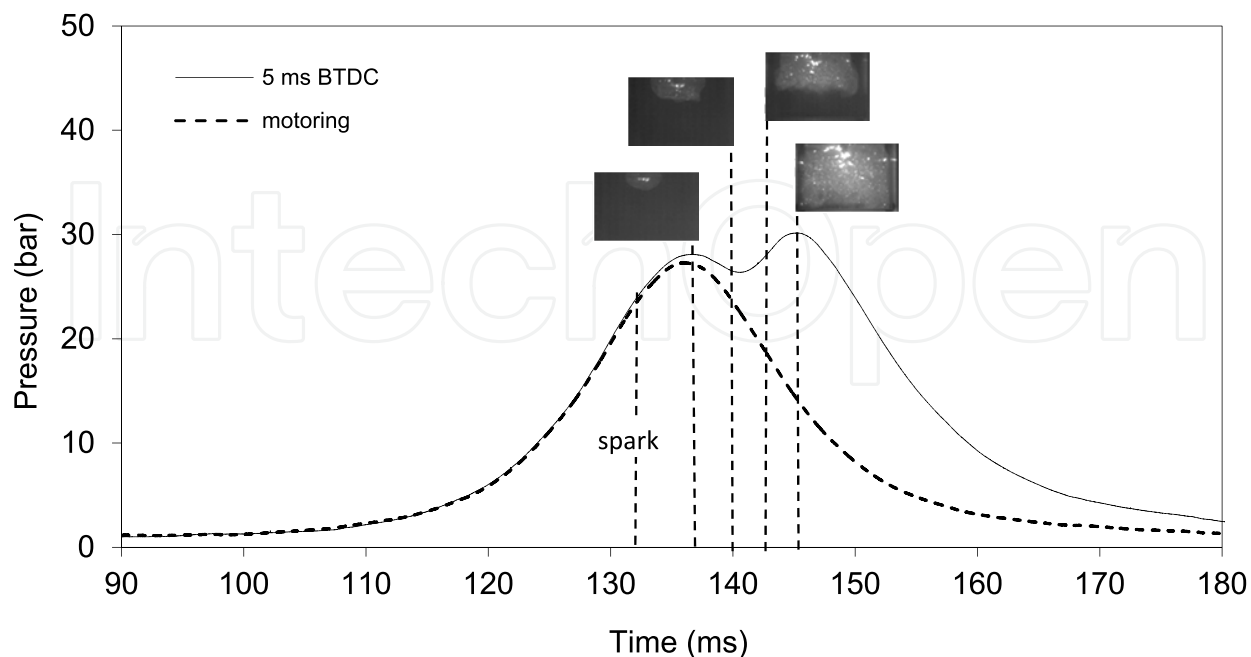 50
40
30
20
10
0
Pressure (bar)
5 ms BTDC
motoring
IntechOpen
spark
90 100 110 120 130 140 150 160 170 180
Time (ms)